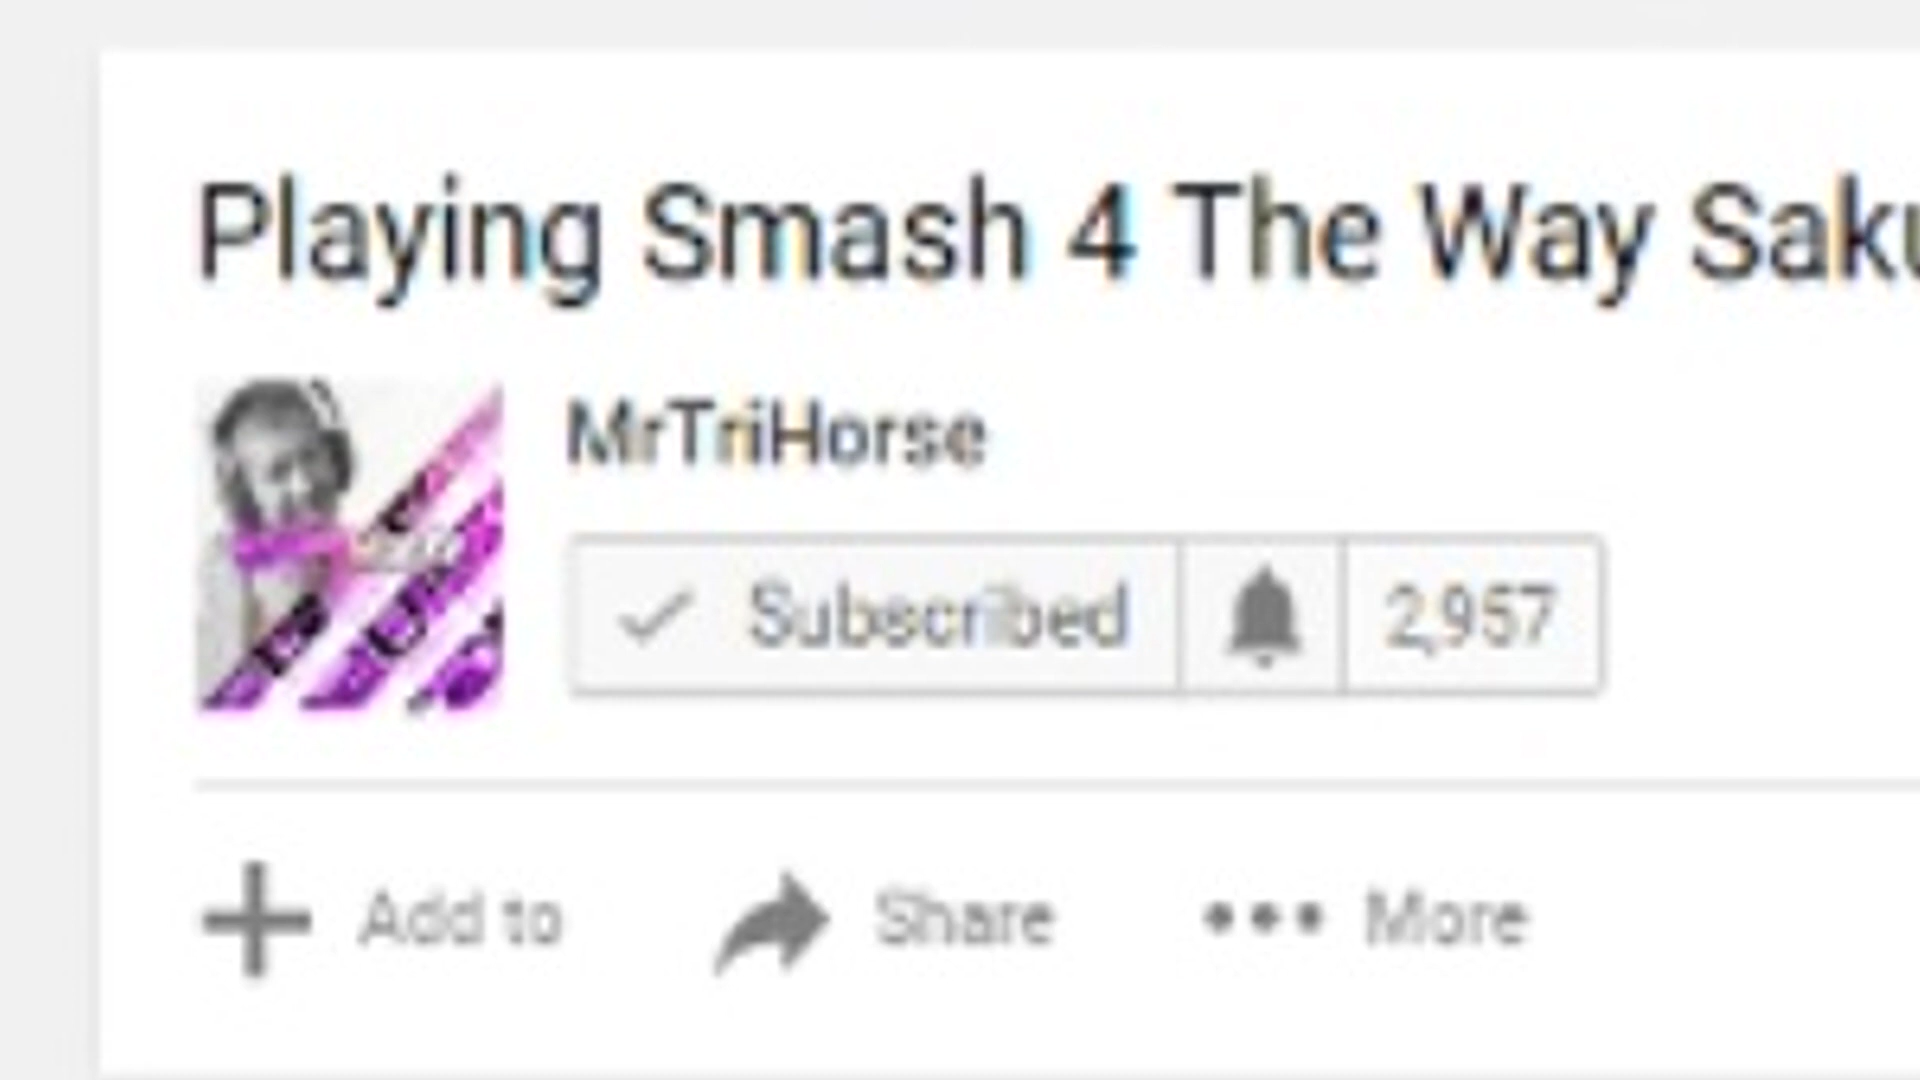 Playing Smash 4 The Way Saku
MrTriHorse
Subscribed 2,957
Add to Share More